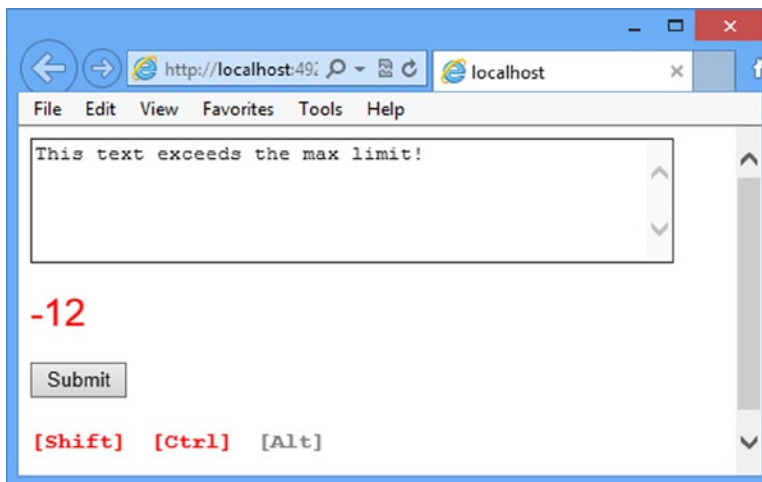 http://localhost:492
localhost
File Edit View Favorites Tools Help
This text exceeds the max limit!
-12
Submit
[Shift] [Ctrl] [Alt]